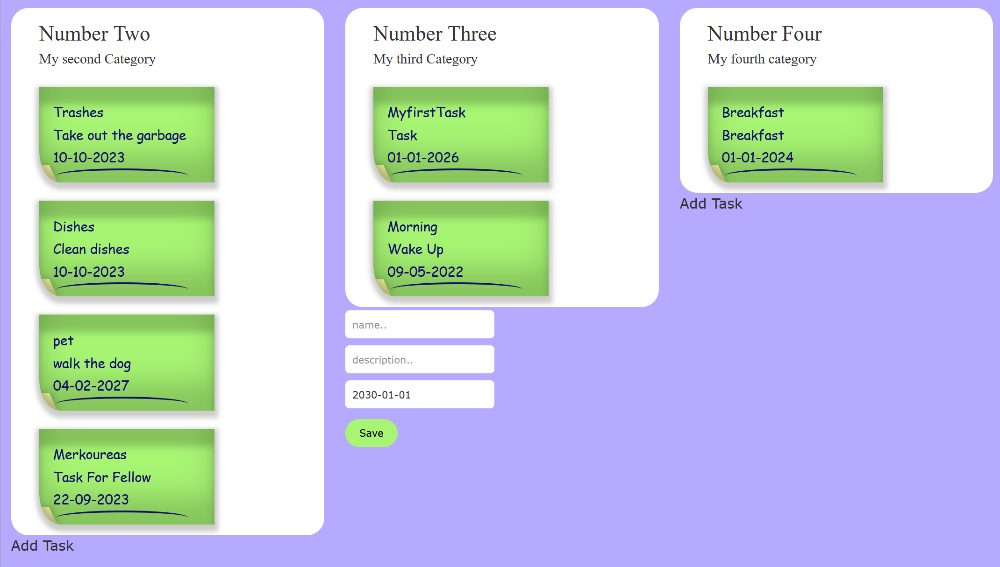 Number Two
My second Category
Trashes
Take out the garbage
10-10-2023
Dishes
Clean dishes
10-10-2023
pet
walk the dog
04-02-2027
Merkoureas
Task For Fellow
22-09-2023
Add Task
Number Three
My third Category
MyfirstTask
Task
01-01-2026
Morning
Wake Up
09-05-2022
name..
description..
2030-01-01
Save
Number Four
My fourth category
Breakfast
Breakfast
01-01-2024
Add Task